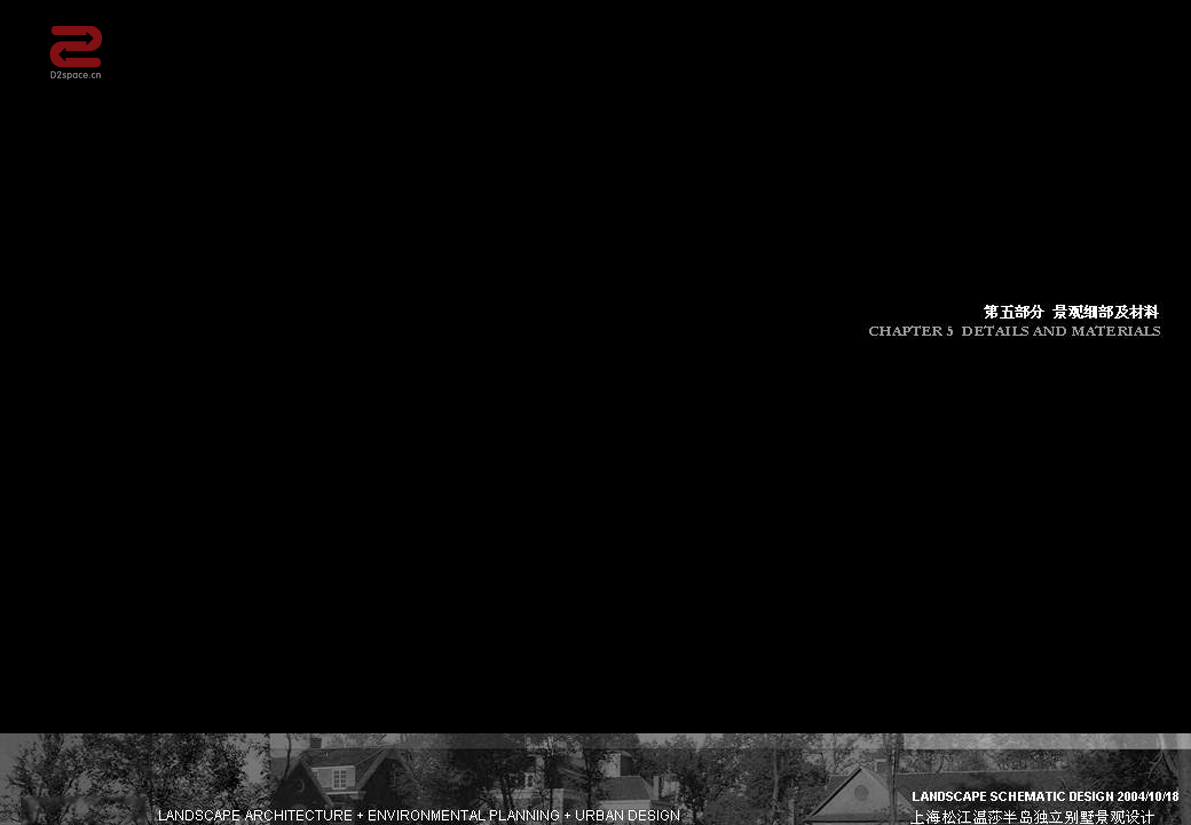 D2space.cn
第五部分 景观细部及材料
CHAPTER 5 DETAILS AND MATERIALS
LANDSCAPE SCHEMATIC DESIGN 2004/10/18
LANDSCAPE ARCHITECTURE + ENVIRONMENTAL PLANNING + URBAN DESIGN
上海松江温莎半岛独立别墅景观设计